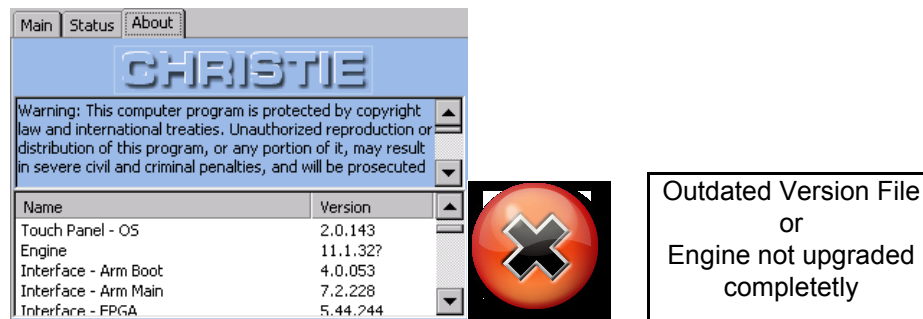 Main Status About
CHRISTIE
Warning: This computer program is protected by copyright
law and international treaties. Unauthorized reproduction or
distribution of this program, or any portion of it, may result
in severe civil and criminal penalties, and will be prosecuted
Name Version
Touch Panel - OS 2.0.143
Engine 11.1.32?
Interface - Arm Boot 4.0.053
Interface - Arm Main 7.2.228
Interface - FPGA 5.44.244
Outdated Version File
or
Engine not upgraded
completetly